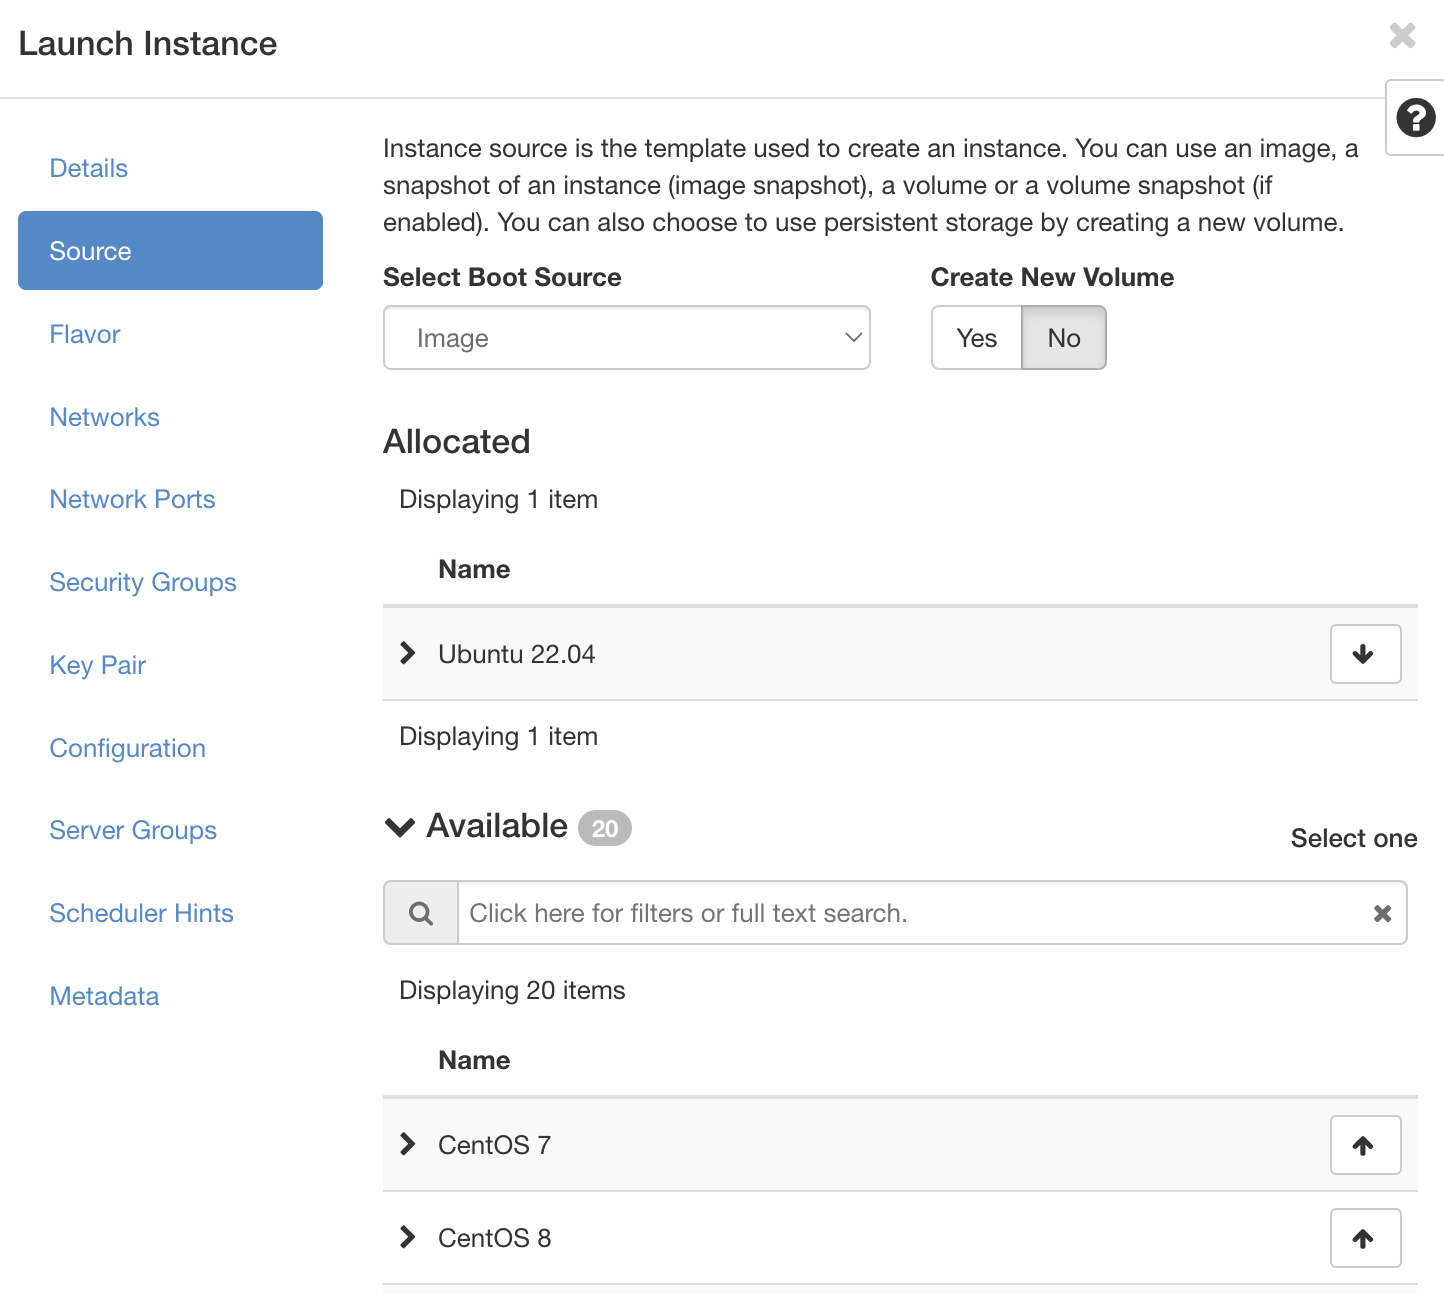 Launch Instance
Details
Source
Flavor
Networks
Network Ports
Security Groups
Key Pair
Configuration
Server Groups
Scheduler Hints
Metadata
Instance source is the template used to create an instance. You can use an image, a
snapshot of an instance (image snapshot), a volume or a volume snapshot (if
enabled). You can also choose to use persistent storage by creating a new volume.
Select Boot Source
Create New Volume
Image
Yes No
Allocated
Displaying 1 item
Name
Ubuntu 22.04
Displaying 1 item
Available 20
Select one
Click here for filters or full text search.
Displaying 20 items
Name
CentOS 7
CentOS 8